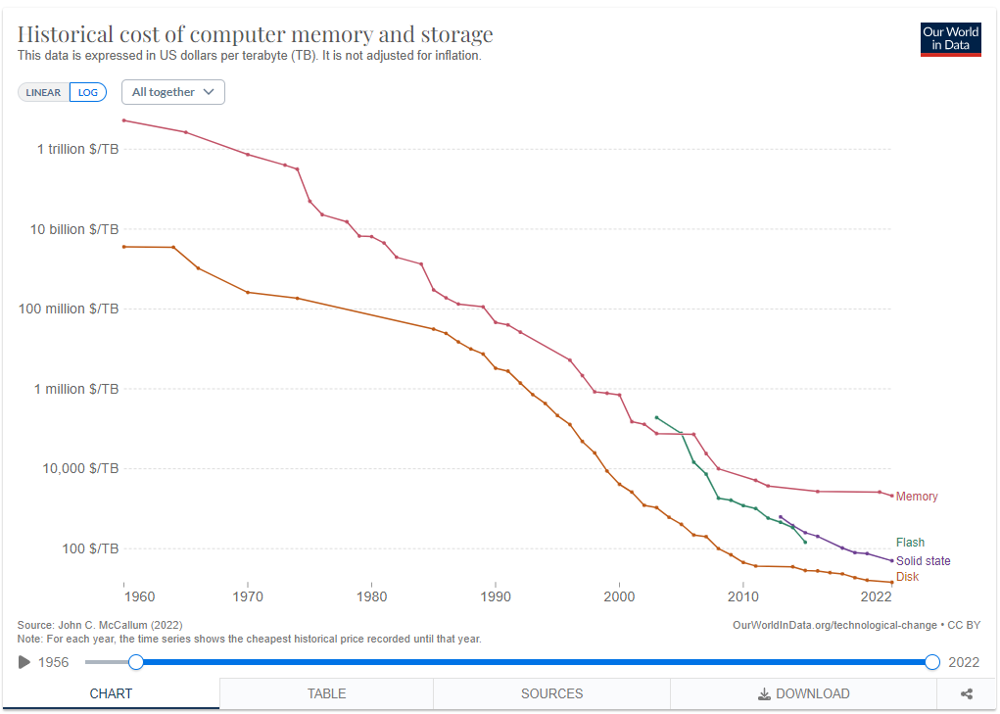 Historical cost of computer memory and storage
This data is expressed in US dollars per terabyte (TB). It is not adjusted for inflation.
Our World
in Data
LINEAR LOG All together
1 trillion $/TB
10 billion $/TB
100 million $/TB
1 million $/TB
10,000 $/TB
100 $/TB
Memory
Flash
Solid state
Disk
1960 1970 1980 1990 2000 2010 2022
Source: John C. McCallum (2022) OurWorldInData.org/technological-change • CC BY
Note: For each year, the time series shows the cheapest historical price recorded until that year.
1956 2022
CHART TABLE SOURCES DOWNLOAD